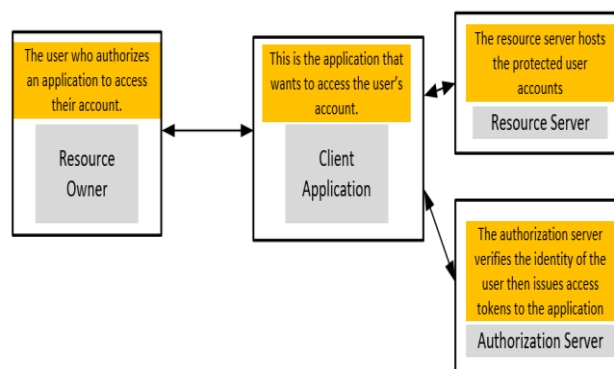 The user who authorizes
an application to access
their account.
Resource
Owner
This is the application that
wants to access the user's
account.
Client
Application
The resource server hosts
the protected user
accounts
Resource Server
The authorization server
verifies the identity of the
user then issues access
tokens to the application
Authorization Server